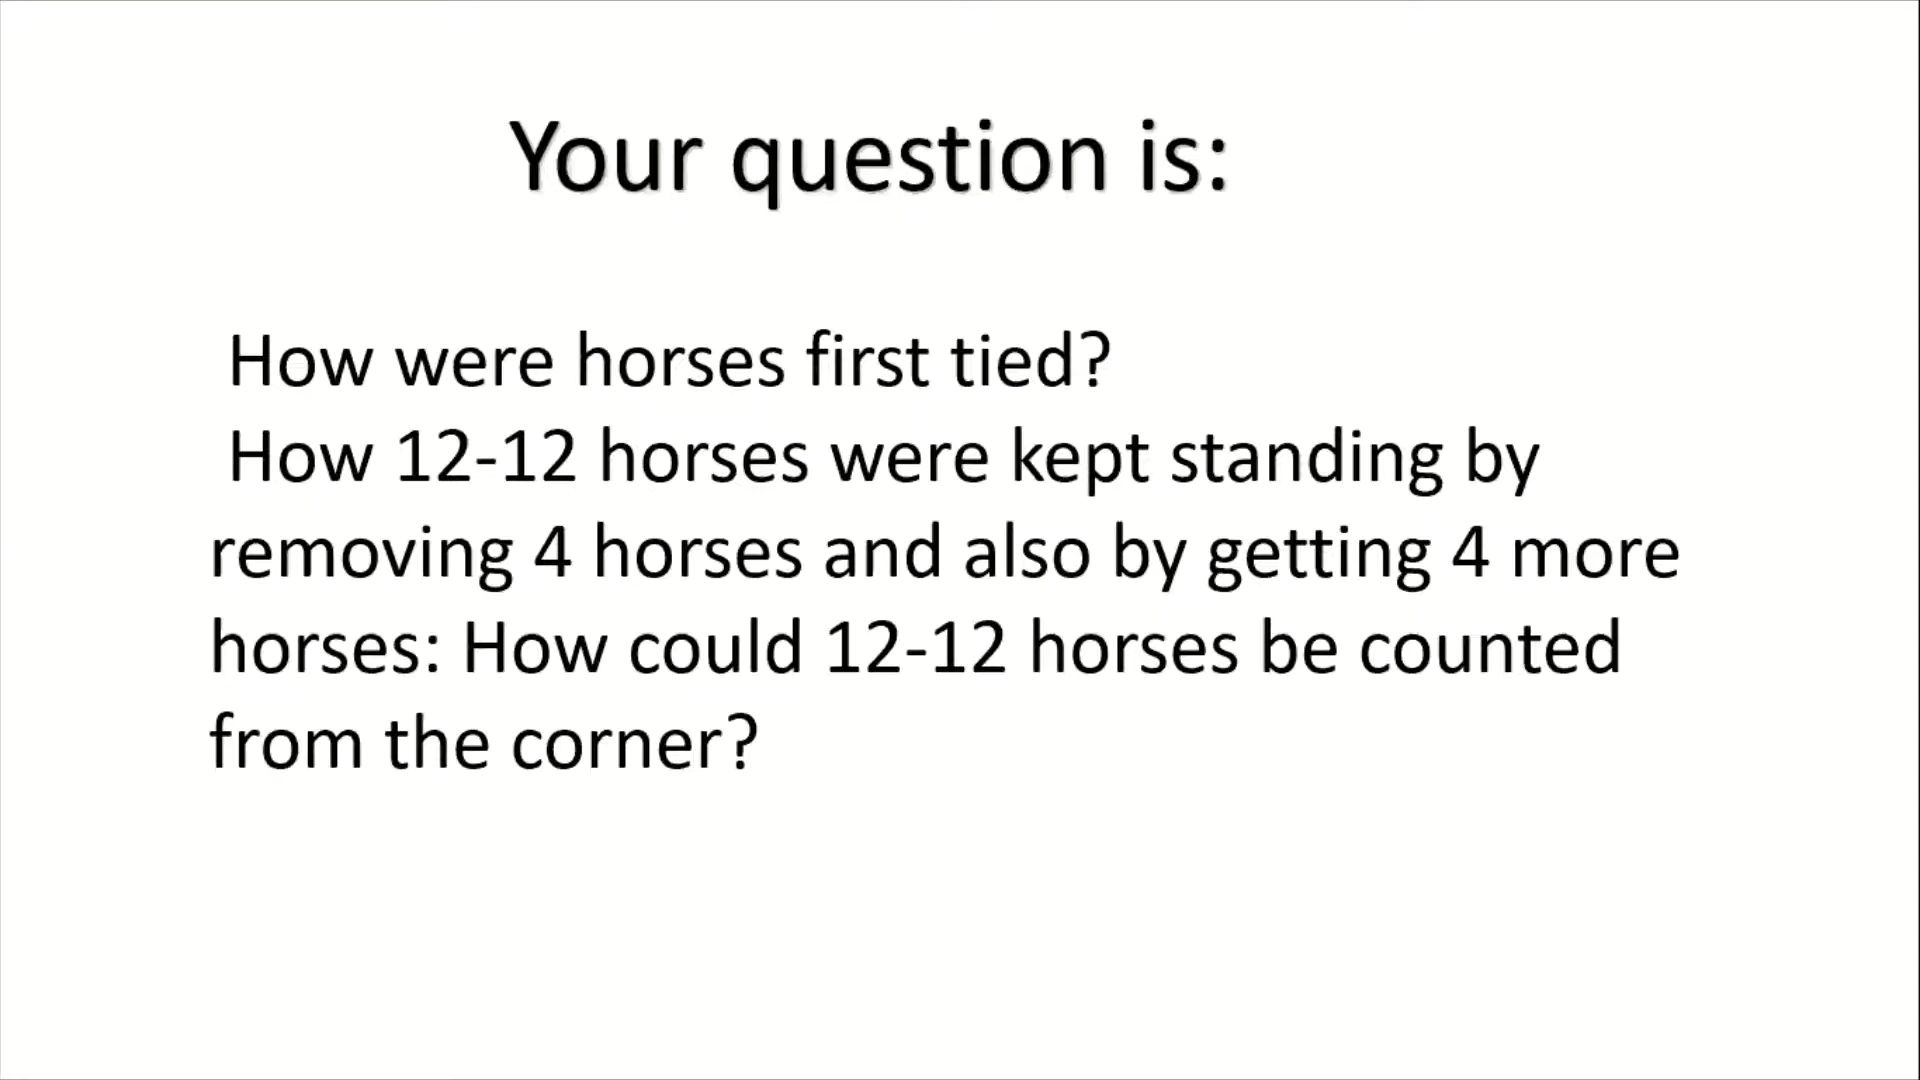 Your question is:
How were horses first tied?
How 12-12 horses were kept standing by
removing 4 horses and also by getting 4 more
horses: How could 12-12 horses be counted
from the corner?